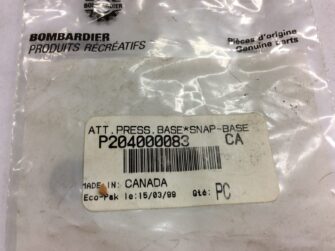 BOMBARDIER
PRODUITS RÉCRÉATIFS
Pièces d'origine
Genuine parts
ATT.PRESS.BASE*SNAP-BASE
P204000083 CA
MADE IN: CANADA
Eco-Pak le:15/03/99 Qté: PC